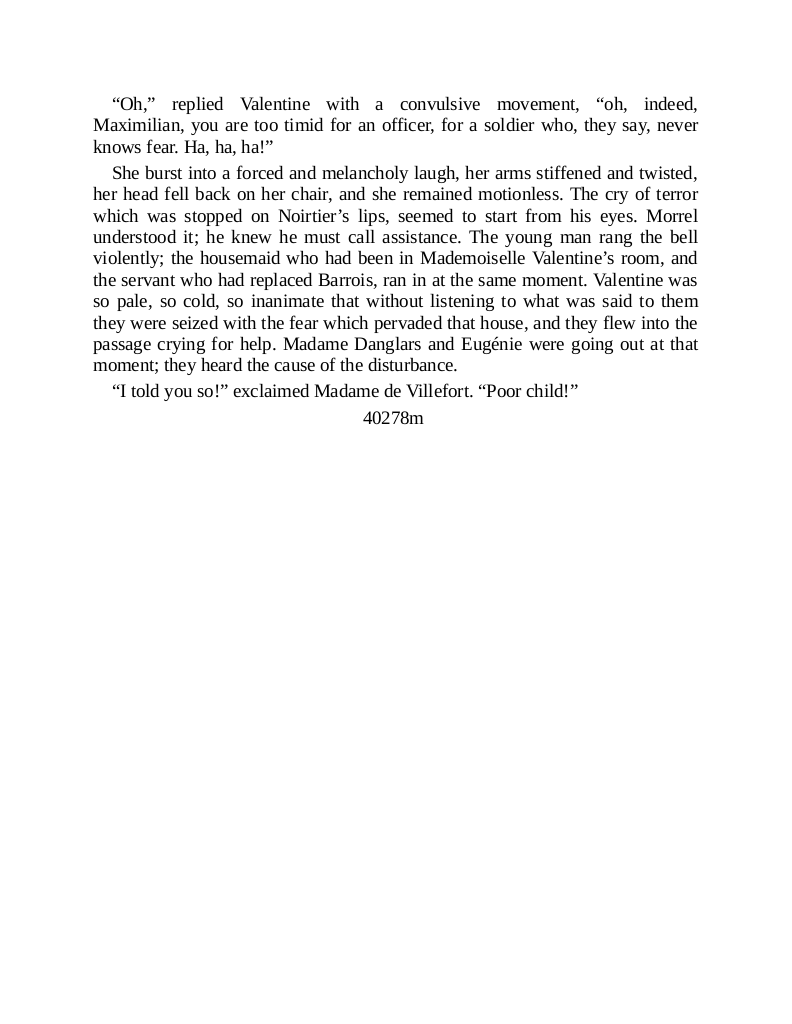 “Oh,” replied Valentine with a convulsive movement, “oh, indeed,
Maximilian, you are too timid for an officer, for a soldier who, they say, never
knows fear. Ha, ha, ha!”
She burst into a forced and melancholy laugh, her arms stiffened and twisted,
her head fell back on her chair, and she remained motionless. The cry of terror
which was stopped on Noirtier’s lips, seemed to start from his eyes. Morrel
understood it; he knew he must call assistance. The young man rang the bell
violently; the housemaid who had been in Mademoiselle Valentine’s room, and
the servant who had replaced Barrois, ran in at the same moment. Valentine was
so pale, so cold, so inanimate that without listening to what was said to them
they were seized with the fear which pervaded that house, and they flew into the
passage crying for help. Madame Danglars and Eugénie were going out at that
moment; they heard the cause of the disturbance.
“I told you so!” exclaimed Madame de Villefort. “Poor child!”
40278m